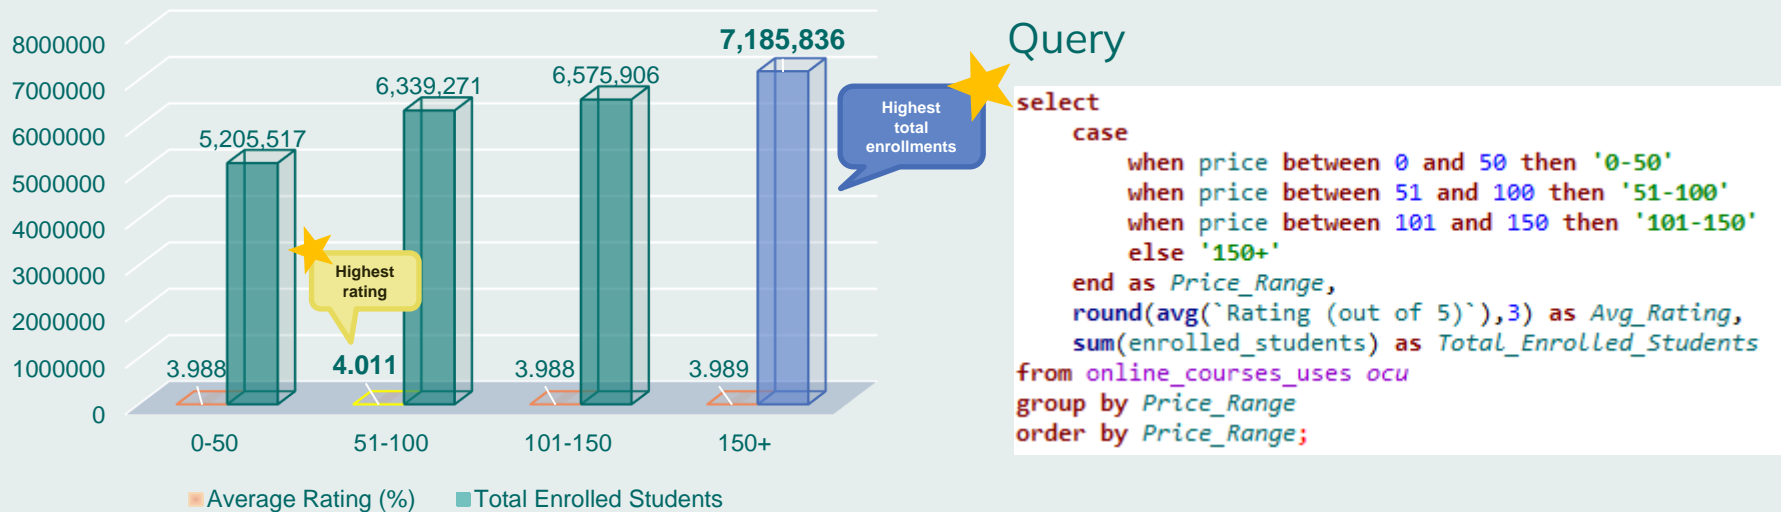 8000000
7000000
6000000
5000000
4000000
3000000
2000000
1000000
0
5,205,517
6,339,271
6,575,906
7,185,836
3.988
4.011
3.988
3.989
Highest
rating
Highest
total
enrollments
0-50
51-100
101-150
150+
Average Rating (%)
Total Enrolled Students
Query
select
case
when price between 0 and 50 then '0-50'
when price between 51 and 100 then '51-100'
when price between 101 and 150 then '101-150'
else '150+'
end as Price_Range,
round(avg(`Rating (out of 5)`),3) as Avg_Rating,
sum(enrolled_students) as Total_Enrolled_Students
from online_courses_uses ocu
group by Price_Range
order by Price_Range;